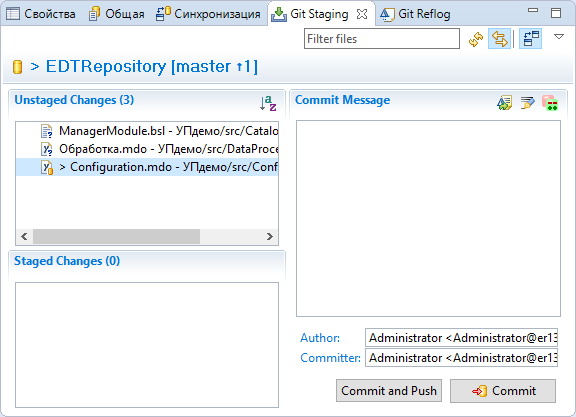 Свойства Общая Синхронизация Git Staging Git Reflog
Filter files
> EDTRepository [master ↑1]
Unstaged Changes (3)
ManagerModule.bsl - УПдемо/src/Catalo
Обработка.mdo - УПдемо/src/DataProce
> Configuration.mdo - УПдемо/src/Conf
Staged Changes (0)
Commit Message
Author: Administrator <Administrator@er13
Committer: Administrator <Administrator@er13
Commit and Push Commit